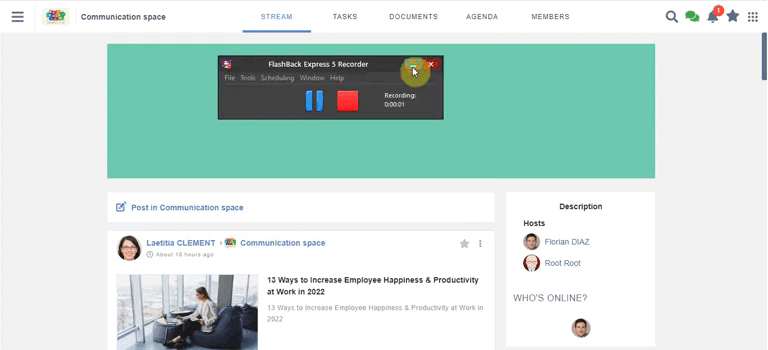 Communication space
STREAM
TASKS
DOCUMENTS
AGENDA
MEMBERS
1
FlashBack Express 5 Recorder
File Tools Scheduling Window Help
Recording:
0:00:01
Post in Communication space
Description
Hosts
Florian DIAZ
Root Root
WHO'S ONLINE?
Laetitia CLEMENT › Communication space
About 16 hours ago
13 Ways to Increase Employee Happiness & Productivity
at Work in 2022
13 Ways to Increase Employee Happiness & Productivity at Work in
2022